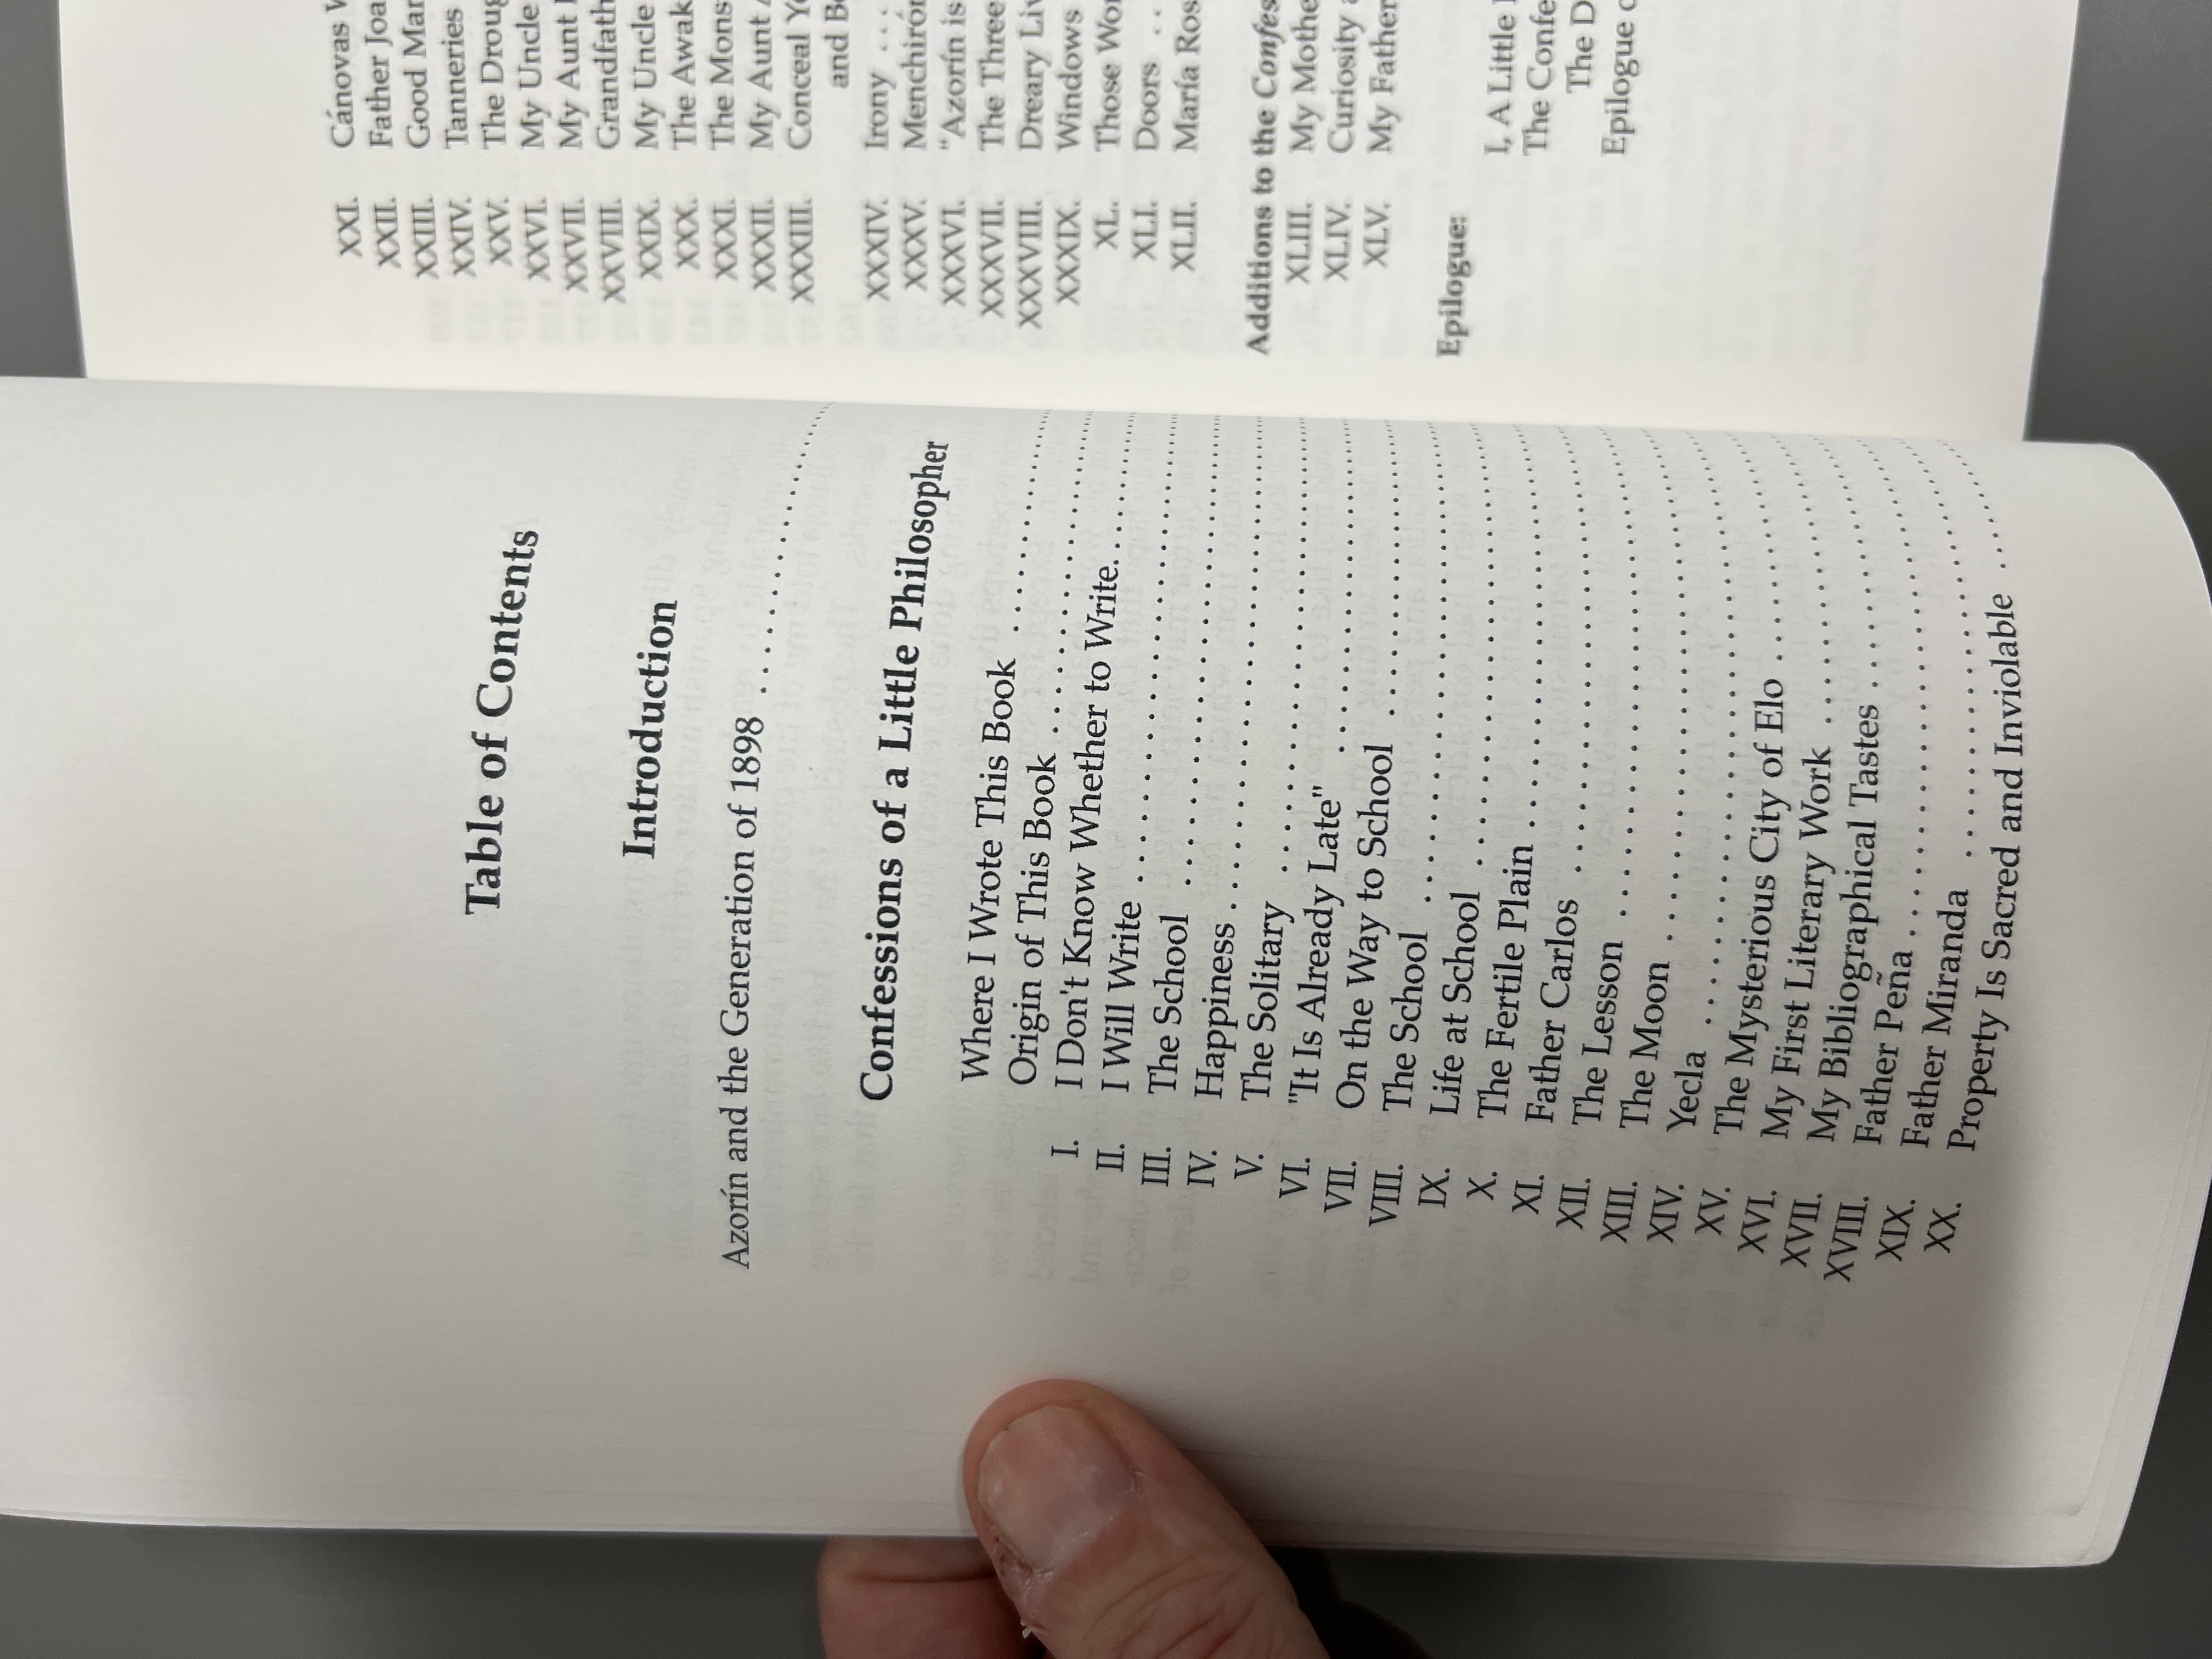 Table of Contents
Introduction
Azorín and the Generation of 1898 ........................
Confessions of a Little Philosopher
Where I Wrote This Book ........................
Origin of This Book ........................
I. I Don't Know Whether to Write........................
II. I Will Write ........................
III. The School ........................
IV. Happiness ........................
V. The Solitary ........................
VI. "It Is Already Late" ........................
VII. On the Way to School ........................
VIII. The School ........................
IX. Life at School ........................
X. The Fertile Plain ........................
XI. Father Carlos ........................
XII. The Lesson ........................
XIII. The Moon ........................
XIV. Yecla ........................
XV. The Mysterious City of Elo ........................
XVI. My First Literary Work ........................
XVII. My Bibliographical Tastes ........................
XVIII. Father Peña ........................
XIX. Father Miranda ........................
XX. Property Is Sacred and Inviolable ........................
XXI. Cánovas
XXII. Father
XXIII. Good
XXIV. Tanneries
XXV. The
XXVI. My Uncle
XXVII. My Aunt
XXVIII.
XXIX. My Uncle
XXX. The
XXXI. The
XXXII. My Aunt
XXXIII. Conceal
and
XXXIV. Irony ...
XXXV.
XXXVI. "Azorín is
XXXVII. The Three
XXXVIII. Dreary
XXXIX. Windows
XL. Those
XLI. Doors ...
XLII. María
Additions to the
XLIII. My
XLIV. Curiosity
XLV. My Father
Epilogue:
I, A Little
The
The
Epilogue